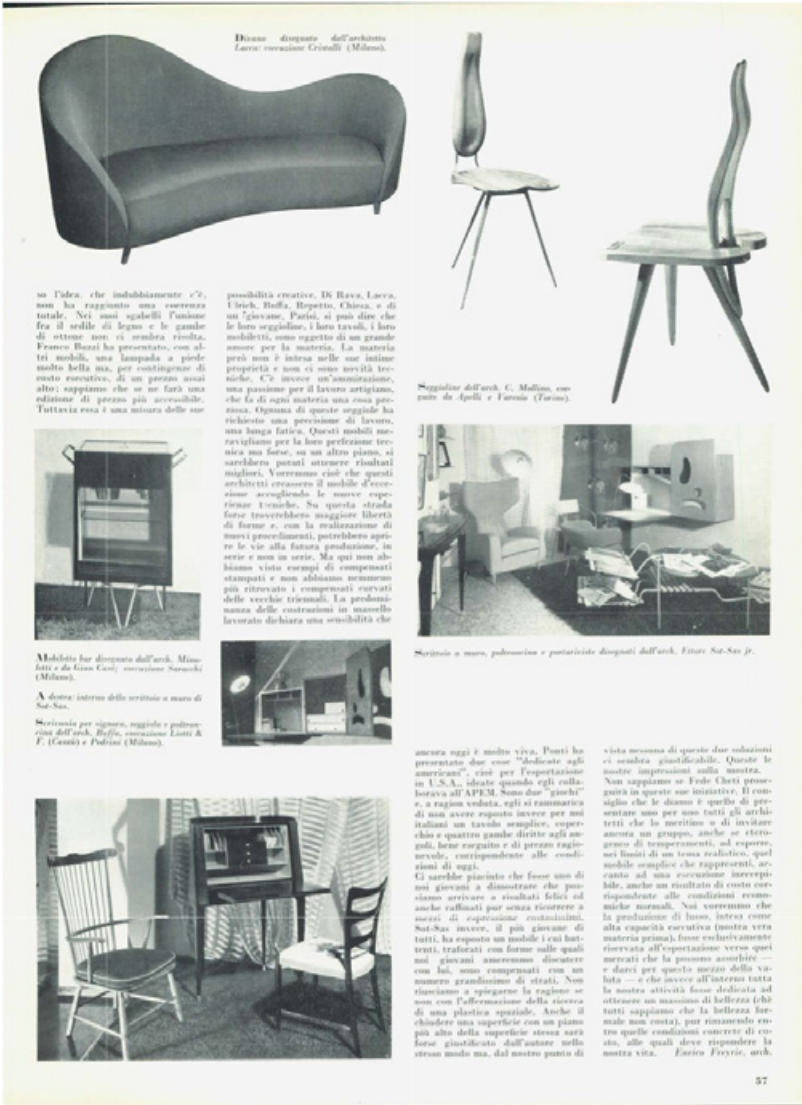 Divano disegnato dall'architetto
Lacca: esecuzione Cristalli (Milano).
so l'idea, che indubbiamente c'è,
non ha raggiunto una coerenza
totale. Nei suoi sgabelli l'unione
fra il sedile di legno e le gambe
di ottone non ci sembra risolta.
Franco Buzzi ha presentato, con al-
tri mobili, una lampada a piede
molto bella ma, per contingenze di
costo esecutivo, di un prezzo assai
alto; sappiamo che se ne farà una
edizione di prezzo più accessibile.
Tuttavia essa è una misura delle sue
possibilità creative. Di Rava, Lacca,
Ulrich, Buffa, Repetto, Chiesa, e di
un giovane, Parisi, si può dire che
le loro seggioline, i loro tavoli, i loro
mobiletti, sono oggetto di un grande
amore per la materia. La materia
però non è intesa nelle sue intime
proprietà e non ci sono novità tec-
niche. C'è invece un'ammirazione,
una passione per il lavoro artigiano,
che fa di ogni materia una cosa pre-
ziosa. Ognuna di queste seggiole ha
richiesto una precisione di lavoro,
una lunga fatica. Questi mobili me-
ravigliano per la loro perfezione tec-
nica ma forse, su un altro piano, si
sarebbero potuti ottenere risultati
migliori. Vorremmo cioè che questi
architetti creassero il mobile d'ecce-
zione accogliendo le nuove espe-
rienze tecniche. Su questa strada
forse troverebbero maggiore libertà
di forme e, con la realizzazione di
nuovi procedimenti, potrebbero apri-
re le vie alla futura produzione, in
serie e non in serie. Ma qui non ab-
biamo visto esempi di compensati
stampati e non abbiamo nemmeno
più ritrovato i compensati curvati
delle vecchie triennali. La predomi-
nanza delle costruzioni in massello
lavorato dichiara una sensibilità che
Seggioline dell'arch. C. Mollino, ese-
guite da Apelli e Varesio (Torino).
Mobiletto bar disegnato dall'arch. Mino-
letti e da Gian Casè; esecuzione Saracchi
(Milano).
A destra: interno dello scrittoio a muro di
Sot-Sas.
Scrivania per signora, seggiola e poltron-
cina dell'arch. Buffa, esecuzione Liotti &
F. (Cantù) e Pedrini (Milano).
Scrittoio a muro, poltroncina e portariviste disegnati dall'arch. Ettore Sot-Sas jr.
ancora oggi è molto viva. Ponti ha
presentato due cose "dedicate agli
americani", cioè per l'esportazione
in U.S.A., ideate quando egli colla-
borava all'APEM. Sono due "giochi"
e, a ragion veduta, egli si rammarica
di non avere esposto invece per noi
italiani un tavolo semplice, coper-
chio e quattro gambe diritte agli an-
goli, bene eseguito e di prezzo ragio-
nevole, corrispondente alle condi-
zioni di oggi.
Ci sarebbe piaciuto che fosse uno di
noi giovani a dimostrare che pos-
siamo arrivare a risultati felici ed
anche raffinati pur senza ricorrere a
mezzi di espressione costosissimi.
Sot-Sas invece, il più giovane di
tutti, ha esposto un mobile i cui bat-
tenti, traforati con forme sulle quali
noi giovani ameremmo discutere
con lui, sono compensati con un
numero grandissimo di strati. Non
riusciamo a spiegarne la ragione se
non con l'affermazione della ricerca
di una plastica spaziale. Anche il
chiudere una superficie con un piano
più alto della superficie stessa sarà
forse giustificato dall'autore nello
stesso modo ma, dal nostro punto di
vista nessuna di queste due soluzioni
ci sembra giustificabile. Queste le
nostre impressioni sulla mostra.
Non sappiamo se Fede Cheti prose-
guirà in queste sue iniziative. Il con-
siglio che le diamo è quello di pre-
sentare uno per uno tutti gli archi-
tetti che lo meritino o di invitare
ancora un gruppo, anche se etero-
geneo di temperamenti, ad esporre,
nei limiti di un tema realistico, quel
mobile semplice che rappresenti, ac-
canto ad una esecuzione ineccepi-
bile, anche un risultato di costo cor-
rispondente alle condizioni econo-
miche normali. Noi vorremmo che
la produzione di lusso, intesa come
alta capacità esecutiva (nostra vera
materia prima), fosse esclusivamente
riservata all'esportazione verso quei
mercati che la possono assorbire —
e darci per questo mezzo della va-
luta — e che invece all'interno tutta
la nostra attività fosse dedicata ad
ottenere un massimo di bellezza (chè
tutti sappiamo che la bellezza for-
male non costa), pur rimanendo en-
tro quelle condizioni concrete di co-
sto, alle quali deve rispondere la
nostra vita. Enrico Freyrie, arch.
57